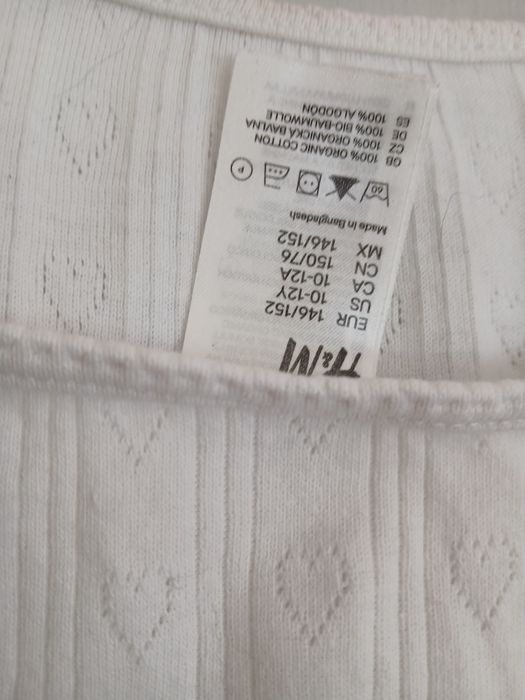 H&M
EUR 146/152
US 10-12Y
CA 10-12A
CN 150/76
MX 146/152
Made in Bangladesh
60
P
GB 100% ORGANIC COTTON
CZ 100% ORGANICKÁ BAVLNA
DE 100% BIO-BAUMWOLLE
ES 100% ALGODÓN